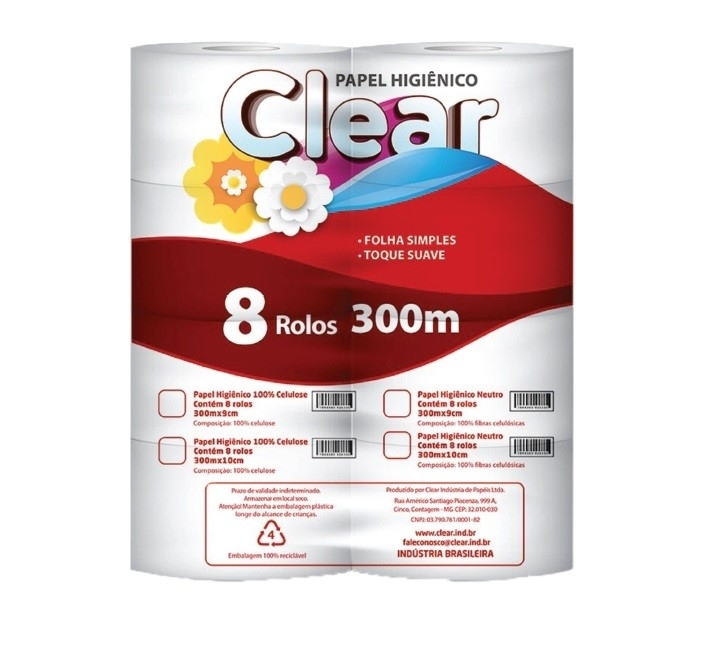 PAPEL HIGIÊNICO
Clear
• FOLHA SIMPLES
• TOQUE SUAVE
8 Rolos 300m
Papel Higiênico 100% Celulose
Contém 8 rolos
300mx9cm
Composição: 100% celulose
Papel Higiênico Neutro
Contém 8 rolos
300mx9cm
Composição: 100% fibras celulósicas
Papel Higiênico 100% Celulose
Contém 8 rolos
300mx10cm
Composição: 100% celulose
Papel Higiênico Neutro
Contém 8 rolos
300mx10cm
Composição: 100% fibras celulósicas
Prazo de validade indeterminado.
Armazenar em local seco.
Atenção! Mantenha a embalagem plástica
longe do alcance de crianças.
4
Embalagem 100% reciclável
Produzido por Clear Indústria de Papéis Ltda.
Rua Américo Santiago Piacenza, 999 A,
Cinco, Contagem - MG CEP: 32.010-030
CNPJ: 03.790.761/0001-82
www.clear.ind.br
faleconosco@clear.ind.br
INDÚSTRIA BRASILEIRA